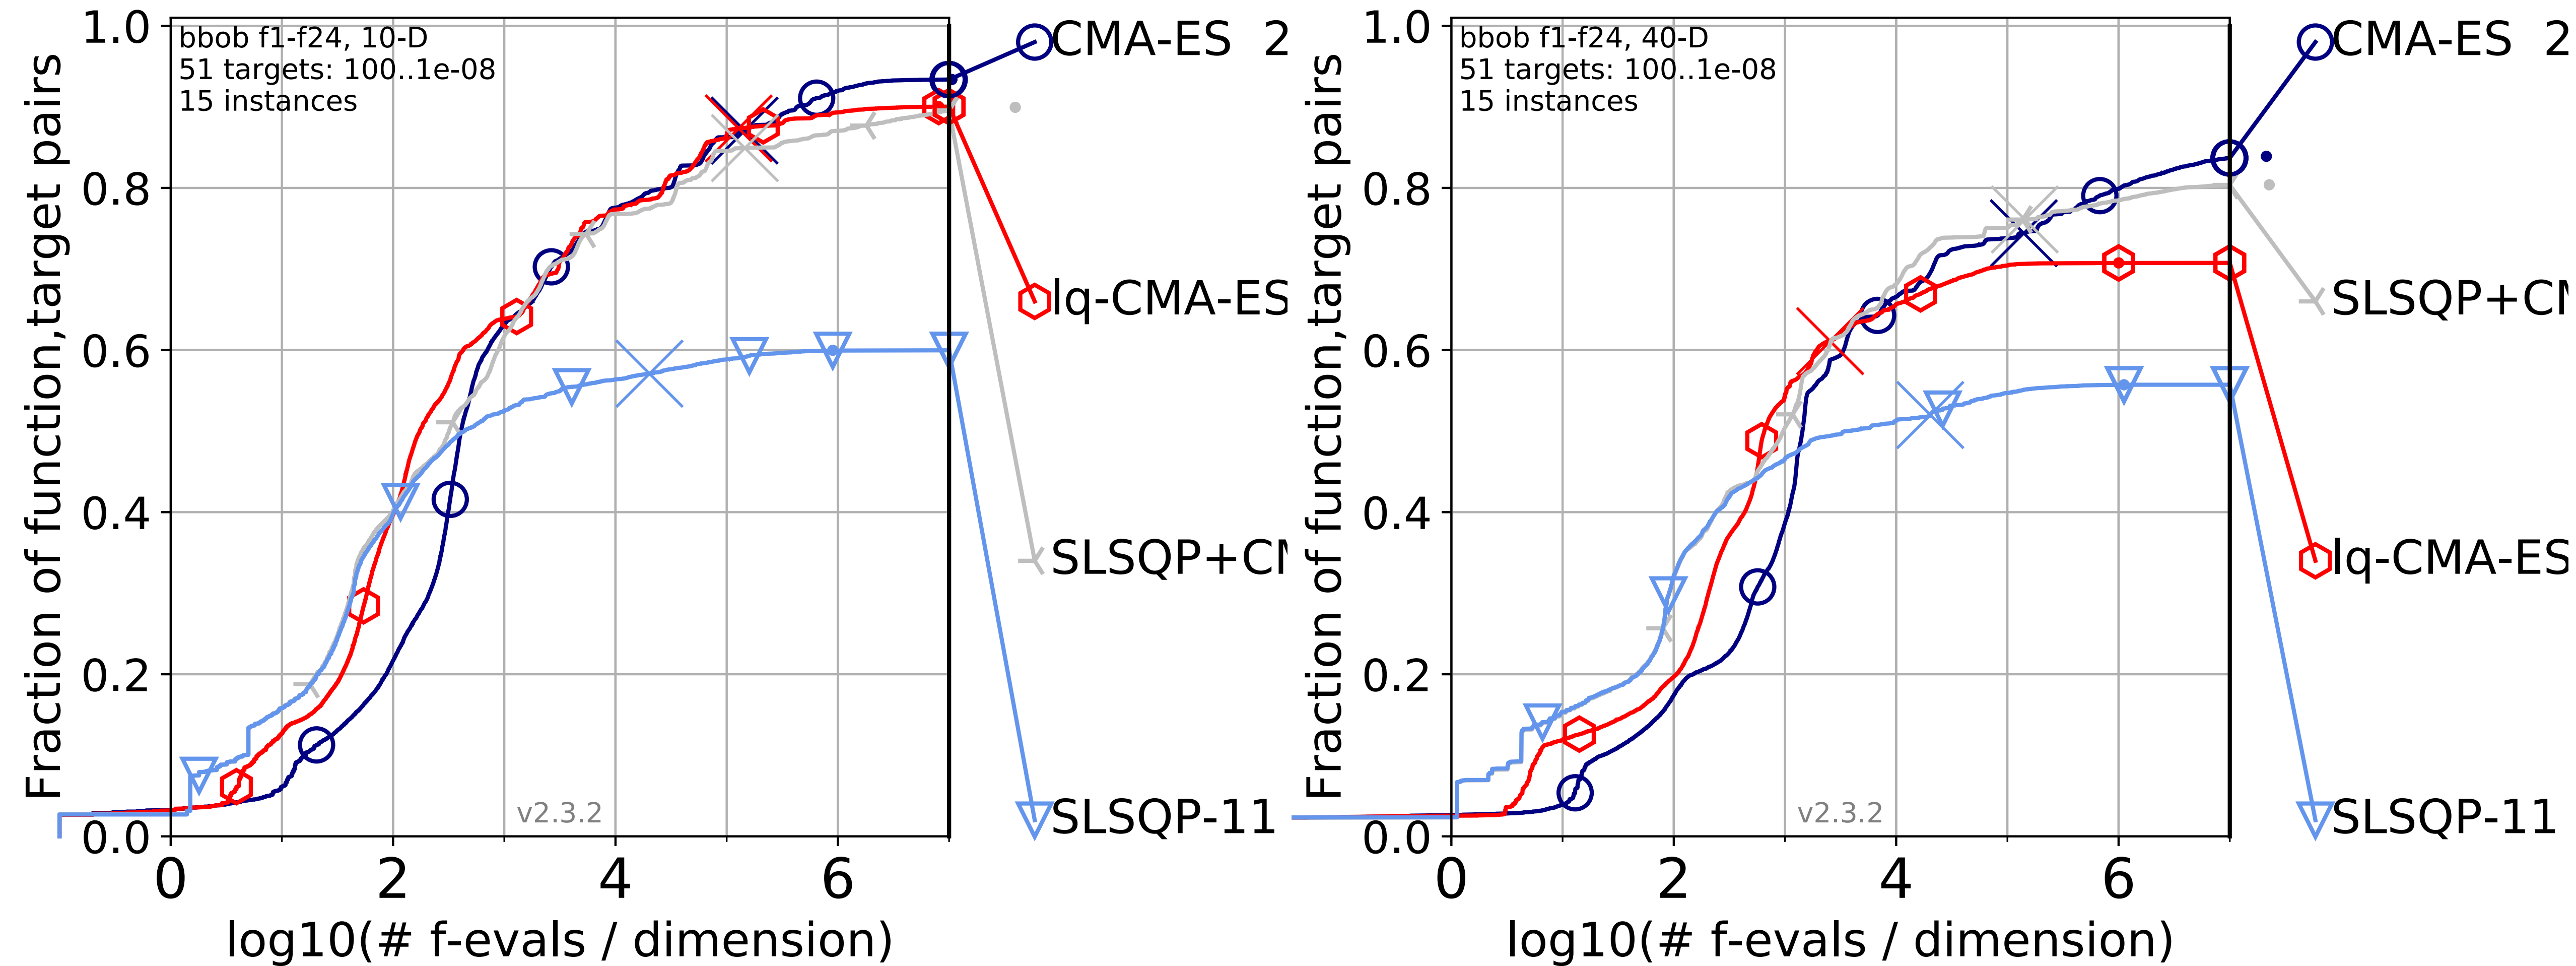 bbob f1-f24, 10-D
51 targets: 100..1e-08
15 instances
Fraction of function,target pairs
1.0
0.8
0.6
0.4
0.2
0.0
0 2 4 6
log10(# f-evals / dimension)
v2.3.2
CMA-ES 2
lq-CMA-ES
SLSQP+C
SLSQP-11
bbob f1-f24, 40-D
51 targets: 100..1e-08
15 instances
Fraction of function,target pairs
1.0
0.8
0.6
0.4
0.2
0.0
0 2 4 6
log10(# f-evals / dimension)
v2.3.2
CMA-ES 2
SLSQP+C
lq-CMA-ES
SLSQP-11